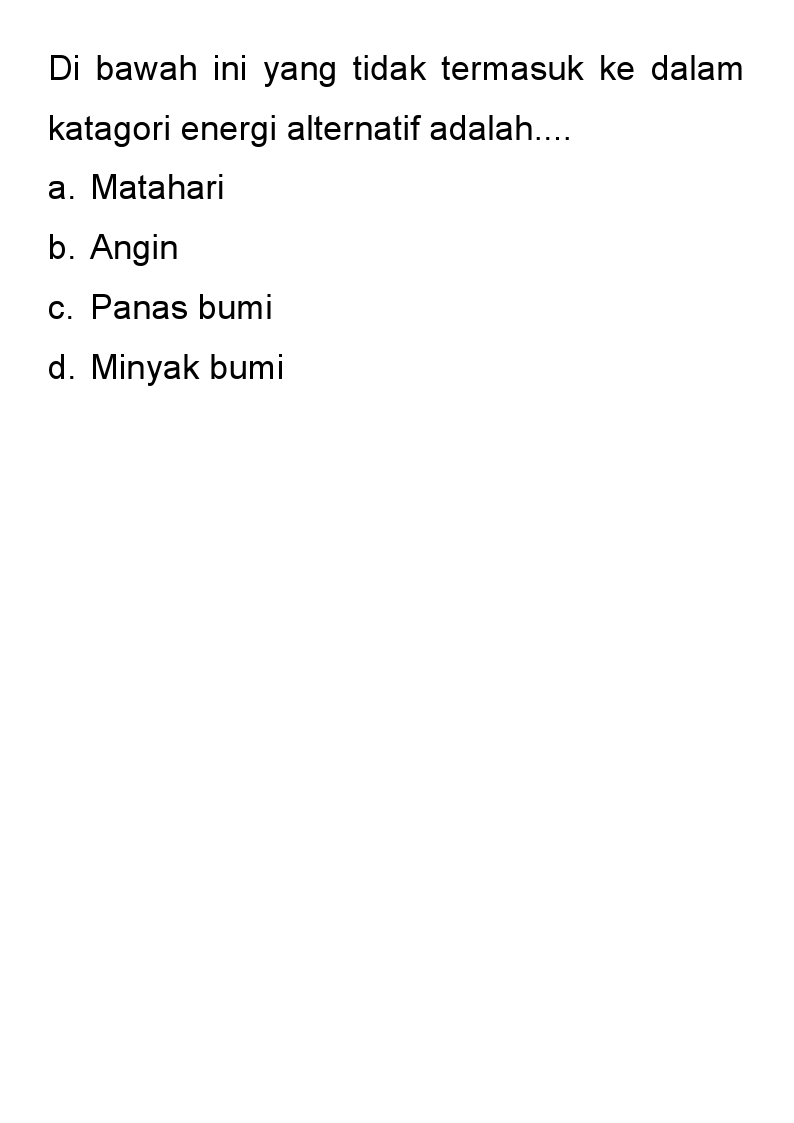 Di bawah ini yang tidak termasuk ke dalam
katagori energi alternatif adalah....
a. Matahari
b. Angin
c. Panas bumi
d. Minyak bumi